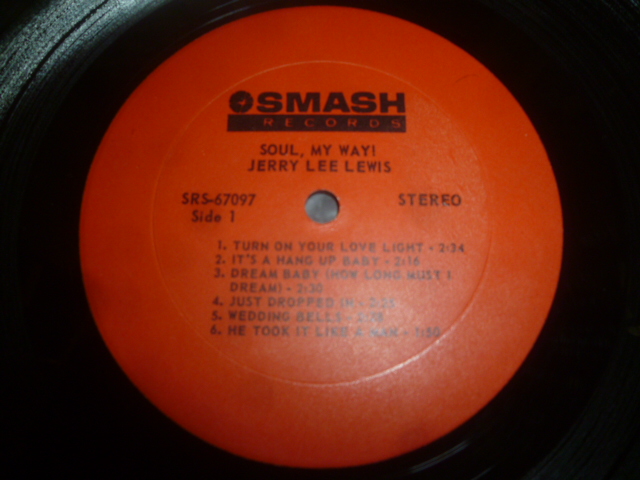 SMASH
RECORDS
SOUL, MY WAY!
JERRY LEE LEWIS
SRS-67097 STEREO
Side 1
1. TURN ON YOUR LOVE LIGHT - 2:34
2. IT'S A HANG UP BABY - 2:16
3. DREAM BABY (HOW LONG MUST I
DREAM) - 2:30
4. JUST DROPPED IN -
5. WEDDING BELLS -
6. HE TOOK IT LIKE A MAN -